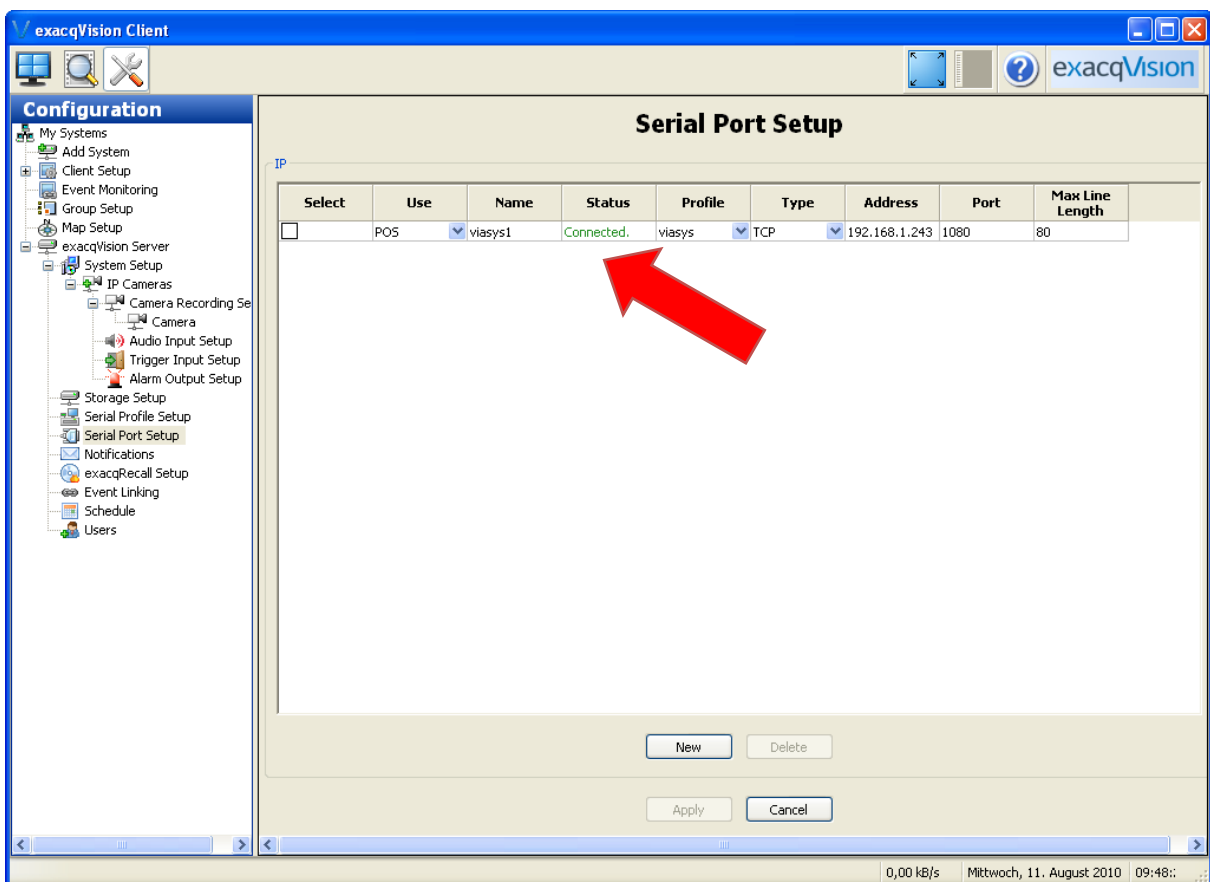 exacqVision Client
exacqVision
Configuration
My Systems
Add System
Client Setup
Event Monitoring
Group Setup
Map Setup
exacqVision Server
System Setup
IP Cameras
Camera Recording Se
Camera
Audio Input Setup
Trigger Input Setup
Alarm Output Setup
Storage Setup
Serial Profile Setup
Serial Port Setup
Notifications
exacqRecall Setup
Event Linking
Schedule
Users
Serial Port Setup
IP
Select Use Name Status Profile Type Address Port Max Line Length
POS viasys1 Connected. viasys TCP 192.168.1.243 1080 80
New Delete
Apply Cancel
0,00 kB/s Mittwoch, 11. August 2010 09:48: